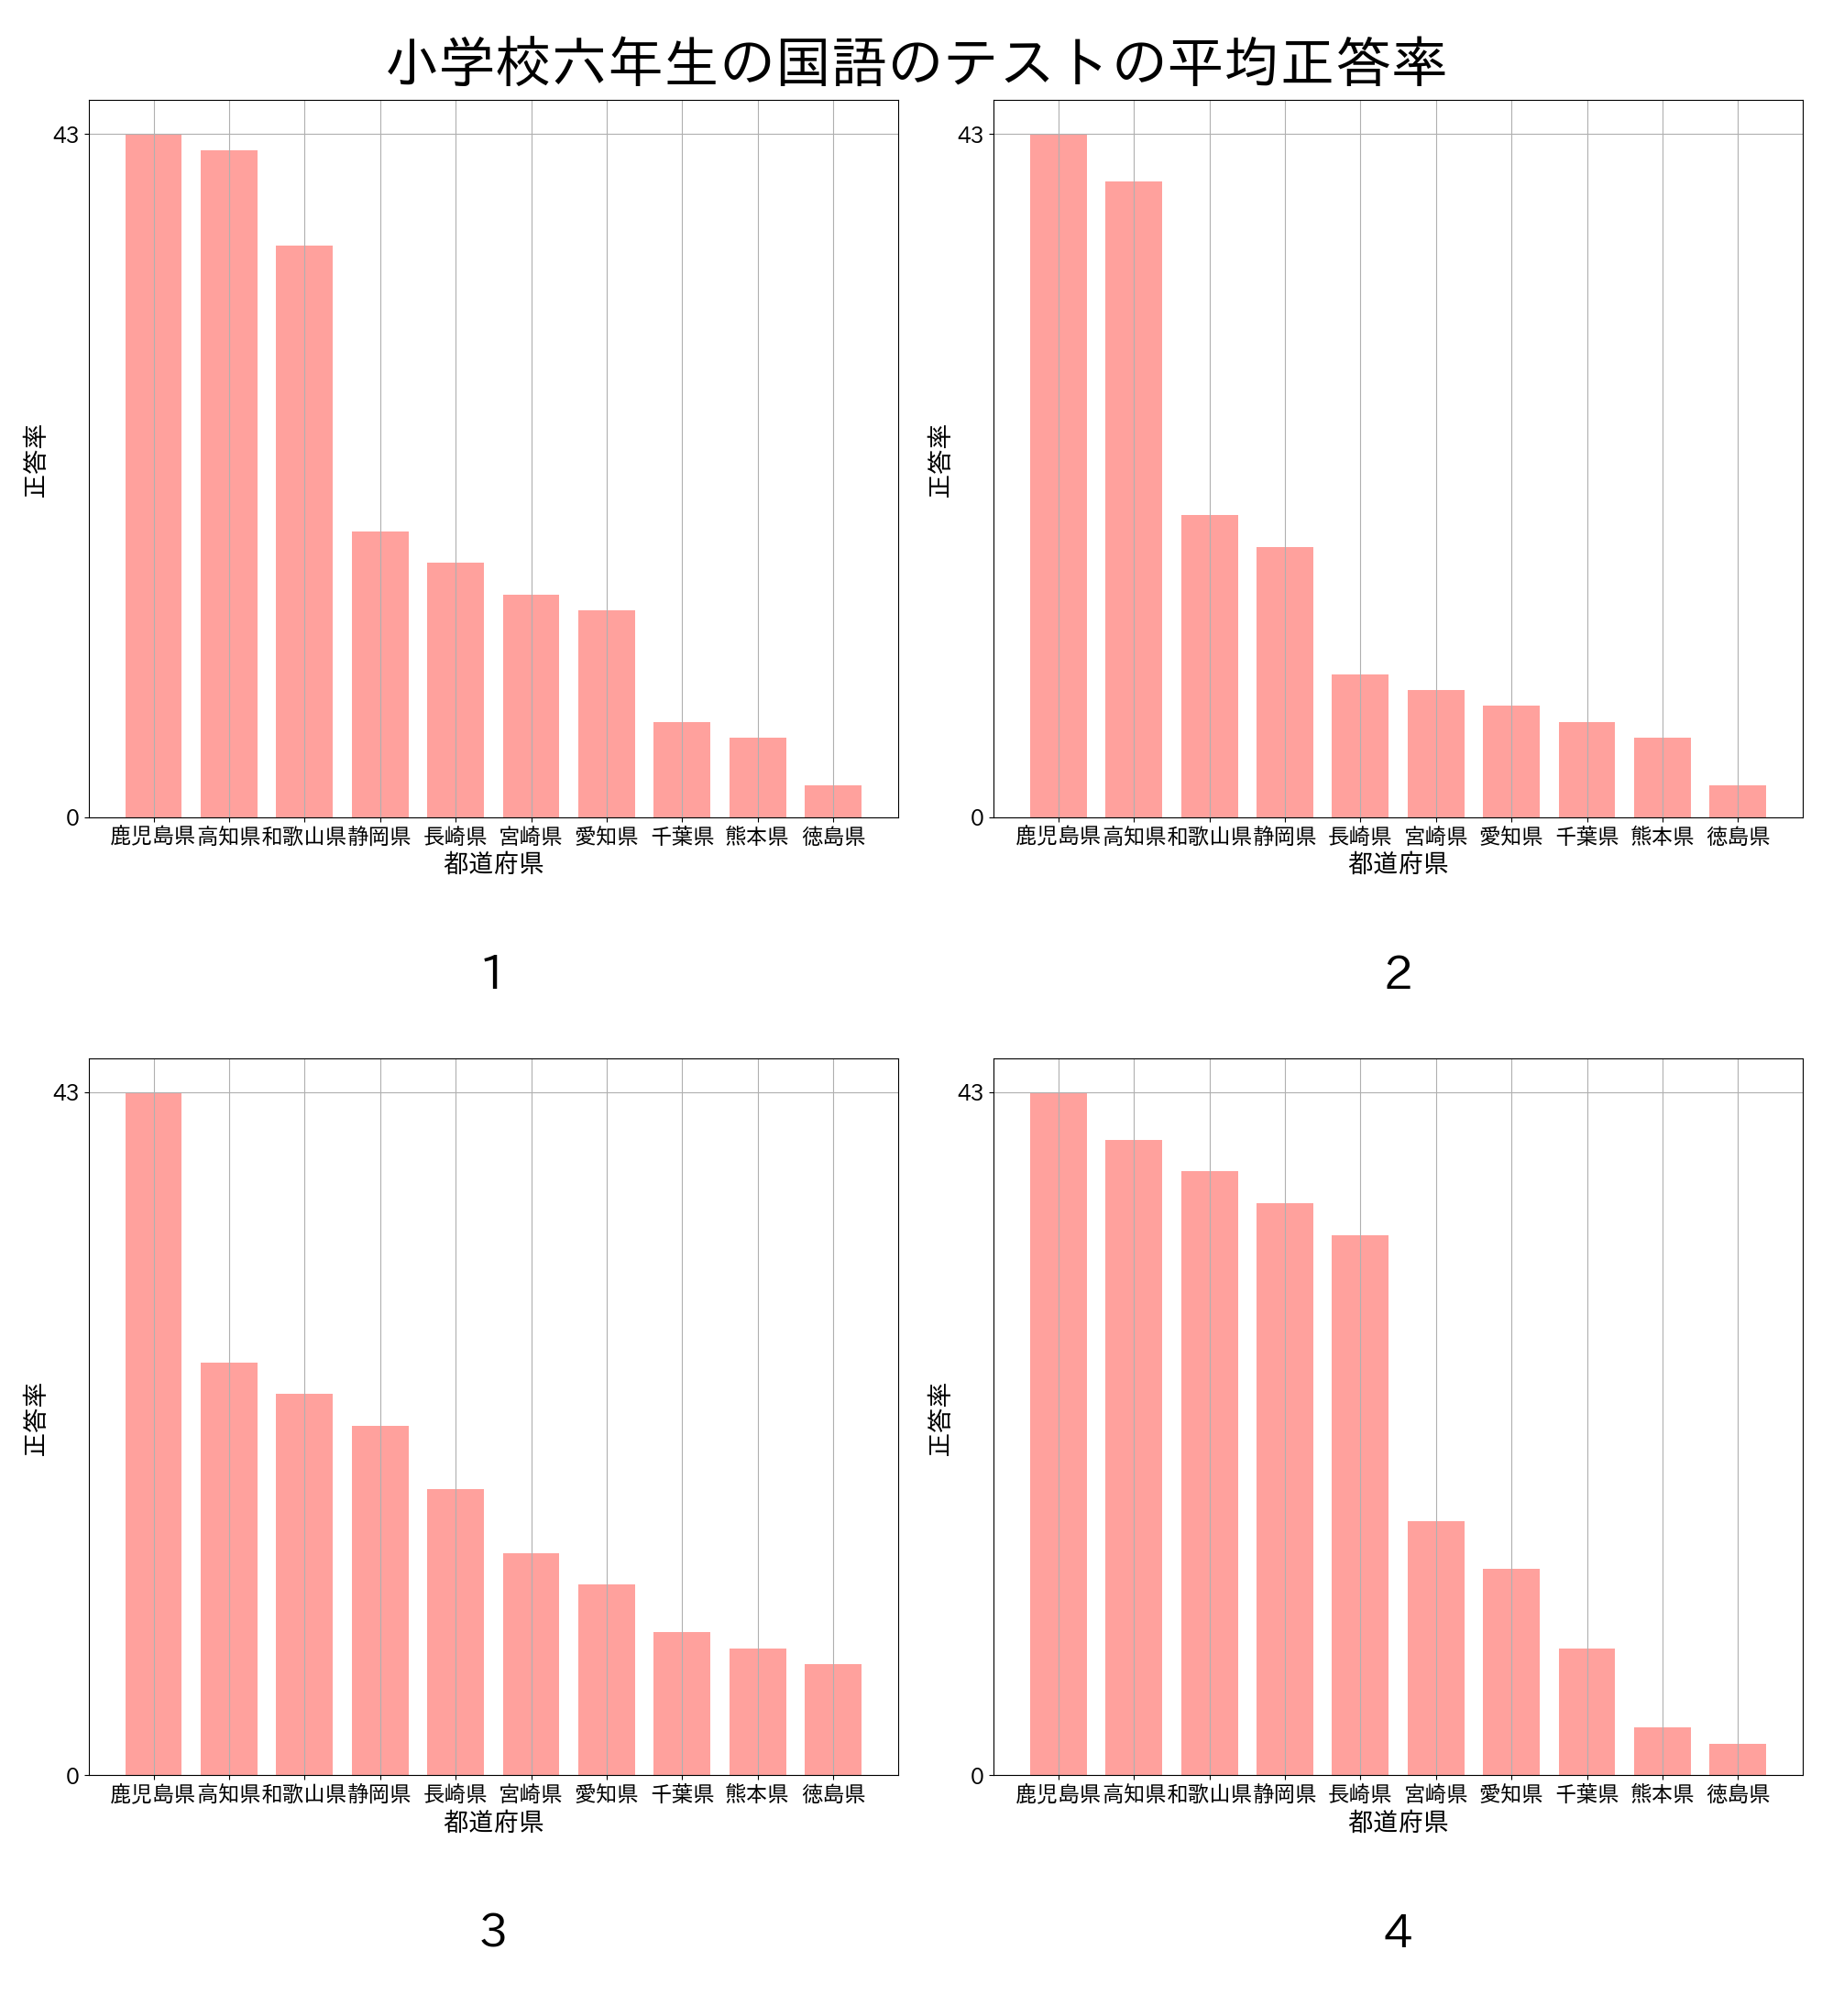 小学校六年生の国語のテストの平均正答率
43
正答率
0
鹿児島県 高知県 和歌山県 静岡県 長崎県 宮崎県 愛知県 千葉県 熊本県 徳島県
都道府県
1
43
正答率
0
鹿児島県 高知県 和歌山県 静岡県 長崎県 宮崎県 愛知県 千葉県 熊本県 徳島県
都道府県
2
43
正答率
0
鹿児島県 高知県 和歌山県 静岡県 長崎県 宮崎県 愛知県 千葉県 熊本県 徳島県
都道府県
3
43
正答率
0
鹿児島県 高知県 和歌山県 静岡県 長崎県 宮崎県 愛知県 千葉県 熊本県 徳島県
都道府県
4